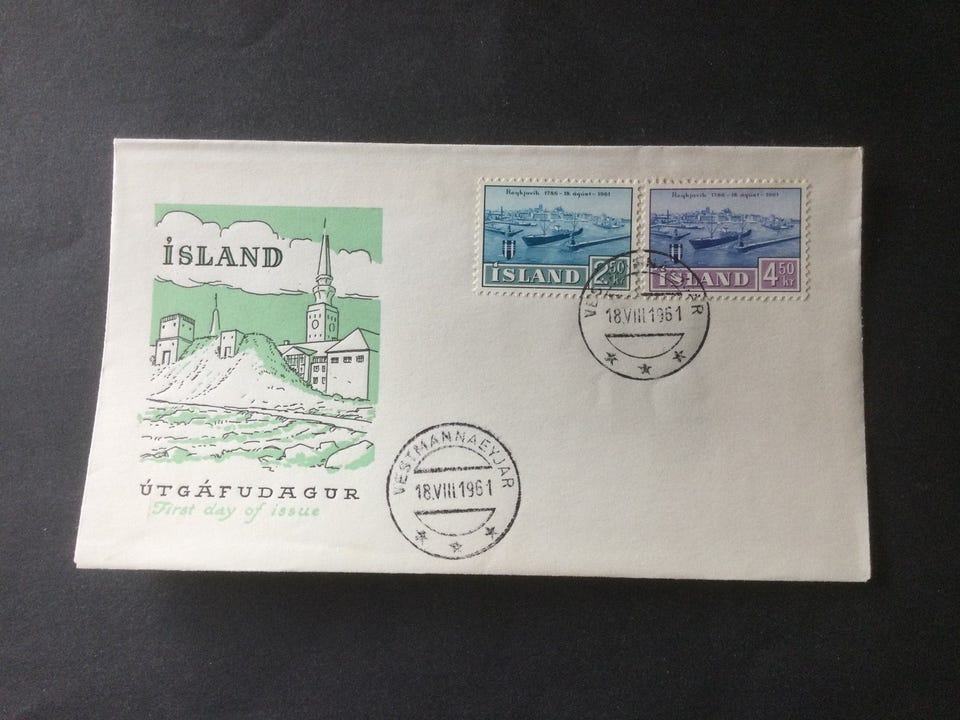 ÍSLAND
ÚTGÁFUDAGUR
First day of issue
Reykjavík 1786 - 18. ágúst - 1961
ÍSLAND 2.50 kr
Reykjavík 1786 - 18. ágúst - 1961
ÍSLAND 4.50 kr
18.VIII.1961
VESTMANNAEYJAR
18.VIII.1961